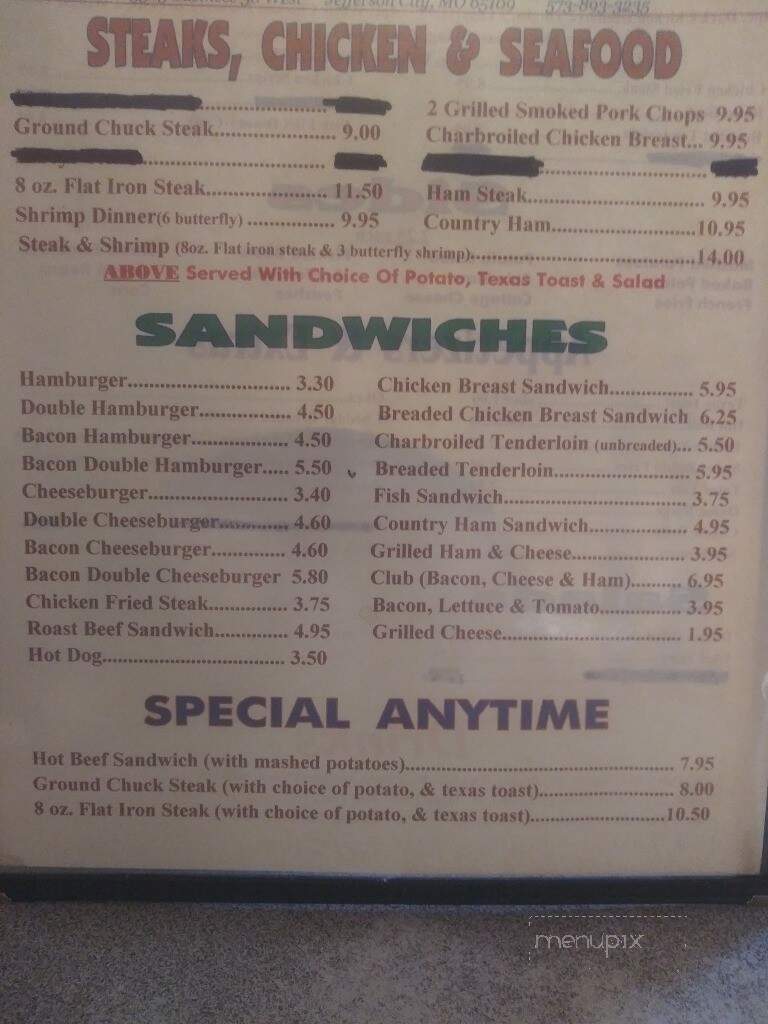 Jefferson City, MO 65109 573-893-3235
STEAKS, CHICKEN & SEAFOOD
Ground Chuck Steak................ 9.00
8 oz. Flat Iron Steak.................. 11.50
Shrimp Dinner(6 butterfly) ................ 9.95
2 Grilled Smoked Pork Chops 9.95
Charbroiled Chicken Breast... 9.95
Ham Steak.......................... 9.95
Country Ham.....................10.95
Steak & Shrimp (8oz. Flat iron steak & 3 butterfly shrimp).........................................14.00
ABOVE Served With Choice Of Potato, Texas Toast & Salad
SANDWICHES
Hamburger............................. 3.30
Double Hamburger................ 4.50
Bacon Hamburger................. 4.50
Bacon Double Hamburger..... 5.50
Cheeseburger......................... 3.40
Double Cheeseburger............ 4.60
Bacon Cheeseburger............. 4.60
Bacon Double Cheeseburger 5.80
Chicken Fried Steak.............. 3.75
Roast Beef Sandwich............. 4.95
Hot Dog................................. 3.50
Chicken Breast Sandwich............... 5.95
Breaded Chicken Breast Sandwich 6.25
Charbroiled Tenderloin (unbreaded)... 5.50
Breaded Tenderloin........................ 5.95
Fish Sandwich................................. 3.75
Country Ham Sandwich................. 4.95
Grilled Ham & Cheese.................... 3.95
Club (Bacon, Cheese & Ham)......... 6.95
Bacon, Lettuce & Tomato............... 3.95
Grilled Cheese................................ 1.95
SPECIAL ANYTIME
Hot Beef Sandwich (with mashed potatoes)................................................ 7.95
Ground Chuck Steak (with choice of potato, & texas toast)........................ 8.00
8 oz. Flat Iron Steak (with choice of potato, & texas toast)........................10.50
menupix